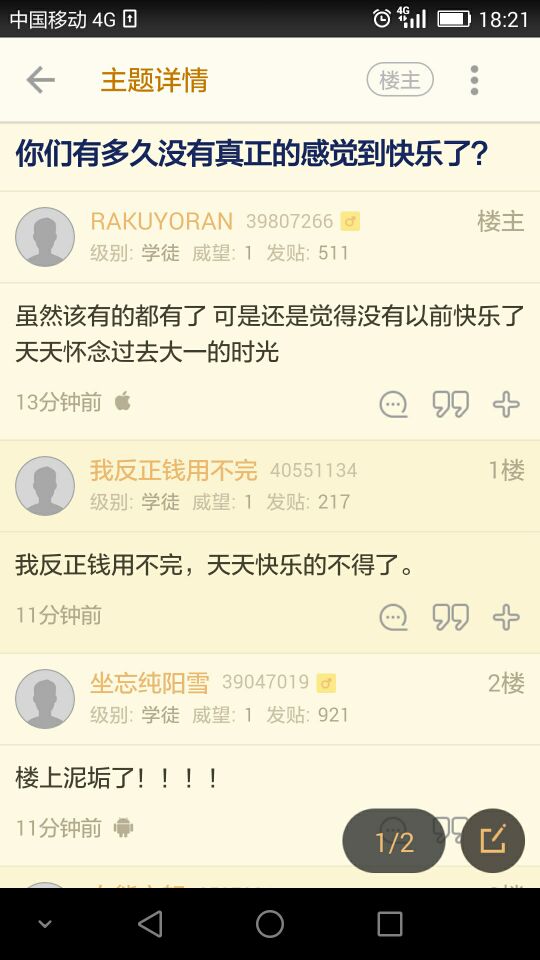 中国移动 4G 4G 18:21
主题详情 楼主
你们有多久没有真正的感觉到快乐了?
RAKUYORAN 39807266 楼主
级别: 学徒 威望: 1 发贴: 511
虽然该有的都有了 可是还是觉得没有以前快乐了
天天怀念过去大一的时光
13分钟前
我反正钱用不完 40551134 1楼
级别: 学徒 威望: 1 发贴: 217
我反正钱用不完，天天快乐的不得了。
11分钟前
坐忘纯阳雪 39047019 2楼
级别: 学徒 威望: 1 发贴: 921
楼上泥垢了！！！！
11分钟前
1/2